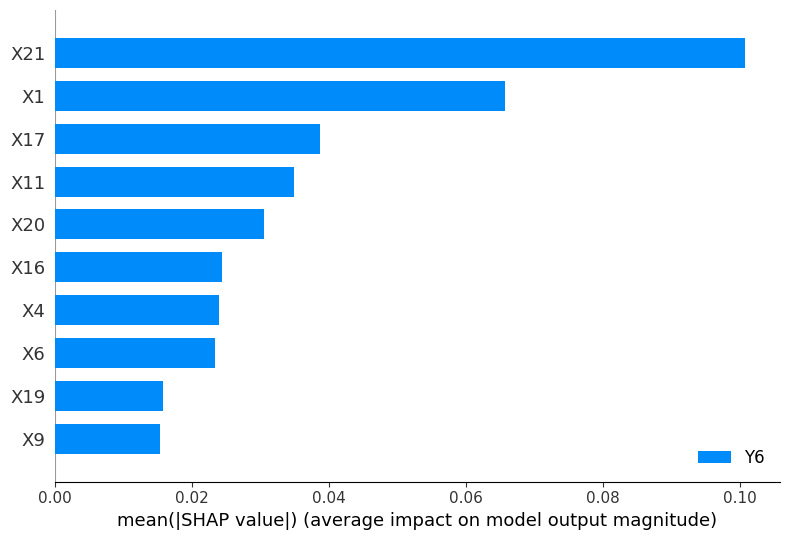 X21
X1
X17
X11
X20
X16
X4
X6
X19
X9
Y6
0.00 0.02 0.04 0.06 0.08 0.10
mean(|SHAP value|) (average impact on model output magnitude)